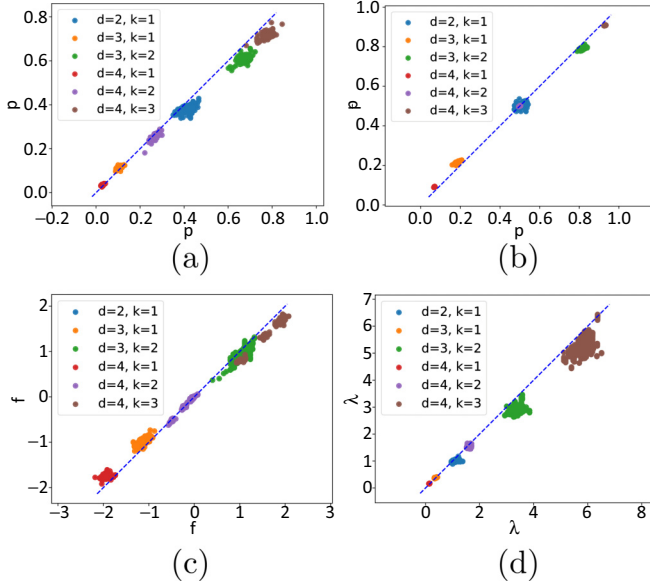 0.8
0.6
0.4
0.2
0.0
p
d=2, k=1
d=3, k=1
d=3, k=2
d=4, k=1
d=4, k=2
d=4, k=3
−0.2 0.0 0.2 0.4 0.6 0.8 1.0
p
(a)
1.0
0.8
0.6
0.4
0.2
0.0
p
d=2, k=1
d=3, k=1
d=3, k=2
d=4, k=1
d=4, k=2
d=4, k=3
0.0 0.2 0.4 0.6 0.8 1.0
p
(b)
2
1
0
−1
−2
f
d=2, k=1
d=3, k=1
d=3, k=2
d=4, k=1
d=4, k=2
d=4, k=3
−3 −2 −1 0 1 2 3
f
(c)
7
6
5
4
3
2
1
0
λ
d=2, k=1
d=3, k=1
d=3, k=2
d=4, k=1
d=4, k=2
d=4, k=3
0 2 4 6 8
λ
(d)